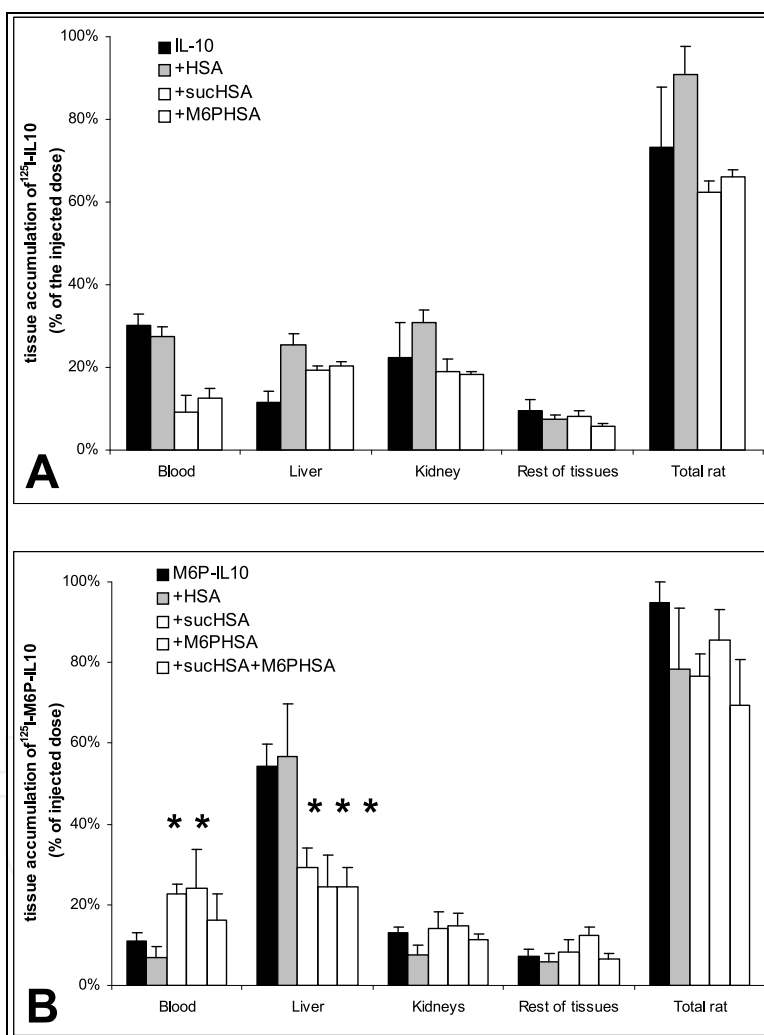 100%
80%
60%
40%
20%
0%
tissue accumulation of ¹²⁵I-IL10
(% of the injected dose)
IL-10
+HSA
+sucHSA
+M6PHSA
Blood Liver Kidney Rest of tissues Total rat
A
100%
80%
60%
40%
20%
0%
tissue accumulation of ¹²⁵I-M6P-IL10
(% of injected dose)
M6P-IL10
+HSA
+sucHSA
+M6PHSA
+sucHSA+M6PHSA
* *
* * *
Blood Liver Kidneys Rest of tissues Total rat
B